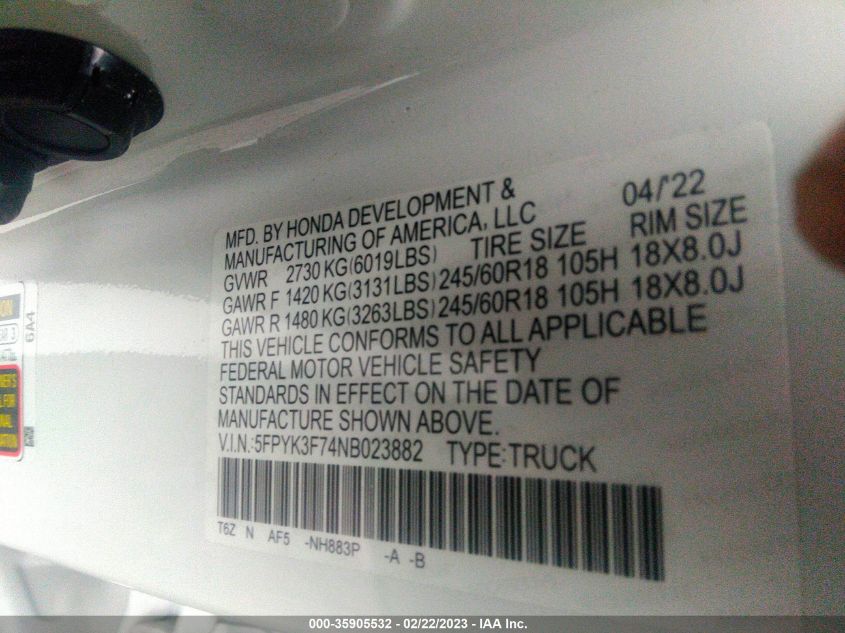 MFD. BY HONDA DEVELOPMENT & 04/'22
MANUFACTURING OF AMERICA, LLC
GVWR 2730 KG(6019LBS) TIRE SIZE RIM SIZE
GAWR F 1420 KG(3131LBS) 245/60R18 105H 18X8.0J
GAWR R 1480 KG(3263LBS) 245/60R18 105H 18X8.0J
THIS VEHICLE CONFORMS TO ALL APPLICABLE
FEDERAL MOTOR VEHICLE SAFETY
STANDARDS IN EFFECT ON THE DATE OF
MANUFACTURE SHOWN ABOVE.
V.I.N.:5FPYK3F74NB023882 TYPE:TRUCK
T6Z N AF5 -NH883P -A -B
6A4
000-35905532 - 02/22/2023 - IAA Inc.